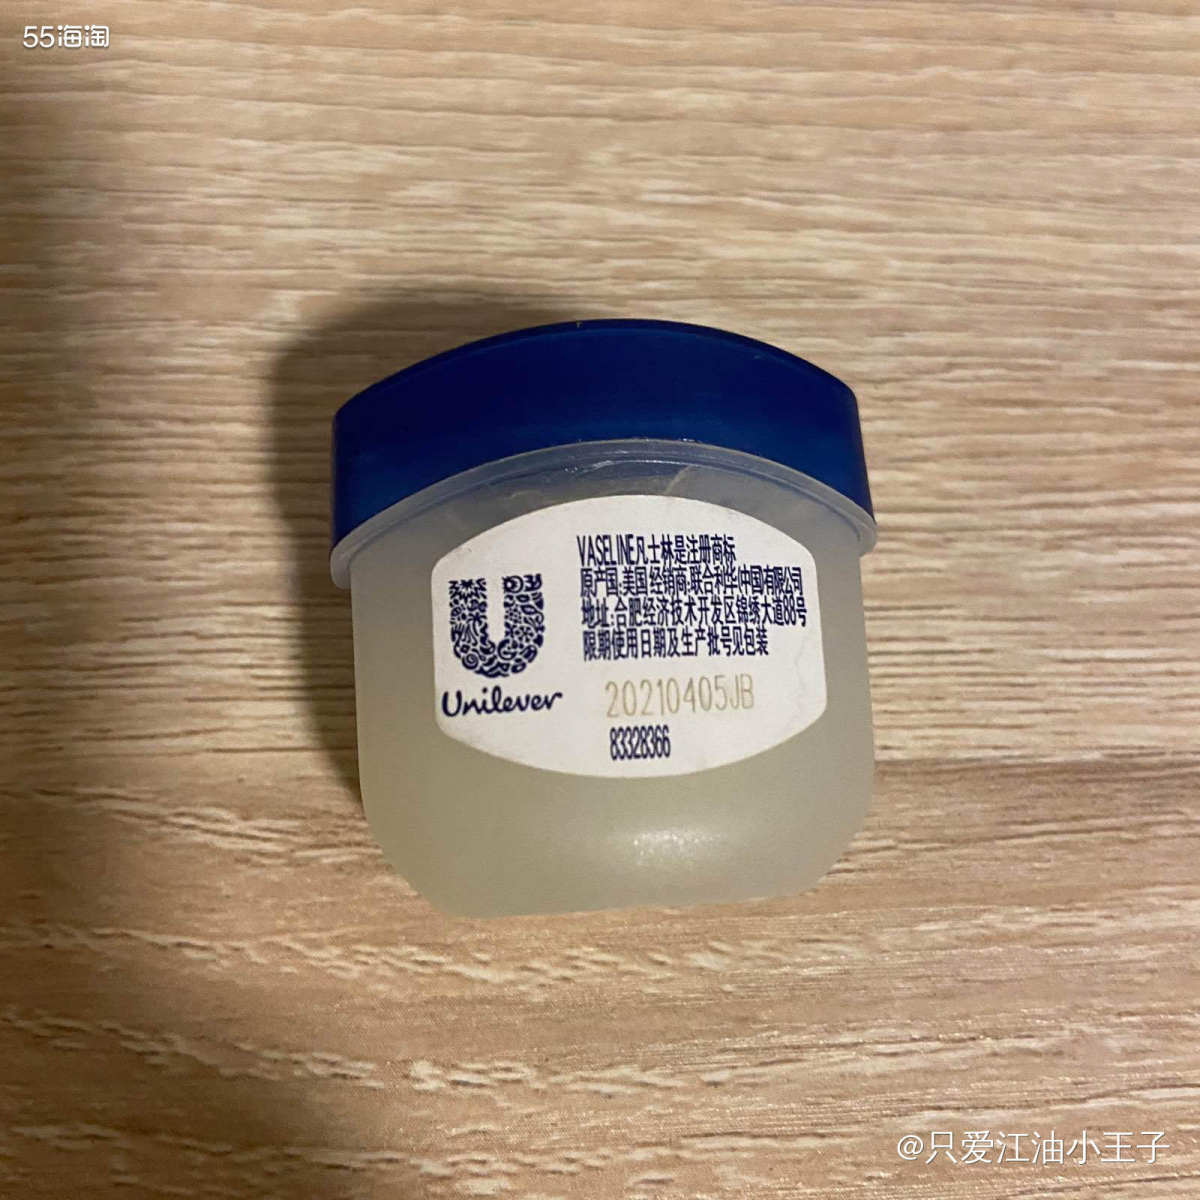 55海淘
VASELINE凡士林是注册商标
原产国:美国 经销商:联合利华(中国)有限公司
地址:合肥经济技术开发区锦绣大道88号
限期使用日期及生产批号见包装
Unilever
20210405JB
83328366
@只爱江油小王子